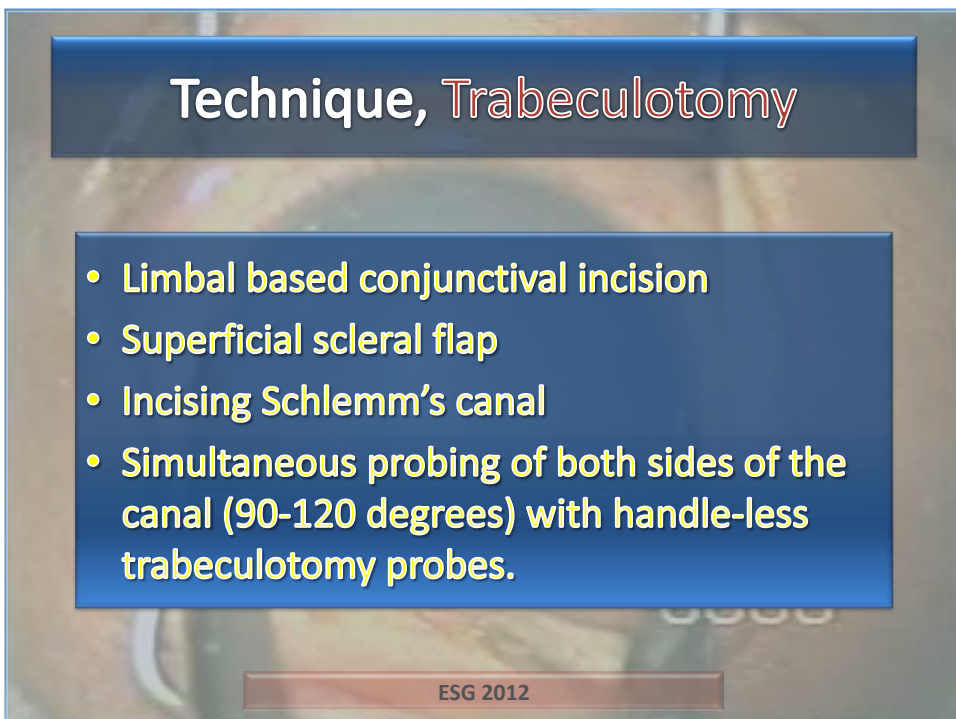 Technique, Trabeculotomy
• Limbal based conjunctival incision
• Superficial scleral flap
• Incising Schlemm’s canal
• Simultaneous probing of both sides of the
canal (90-120 degrees) with handle-less
trabeculotomy probes.
ESG 2012